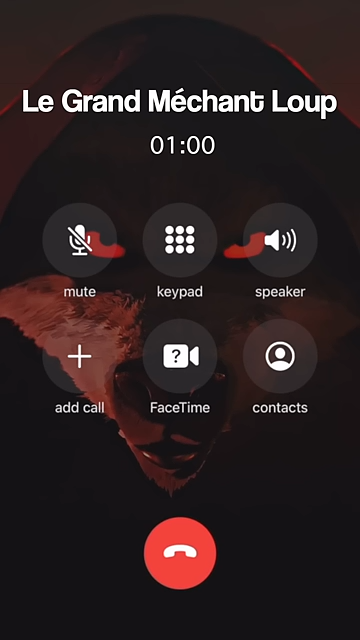 Le Grand Méchant Loup
01:00
mute keypad speaker
?
add call FaceTime contacts